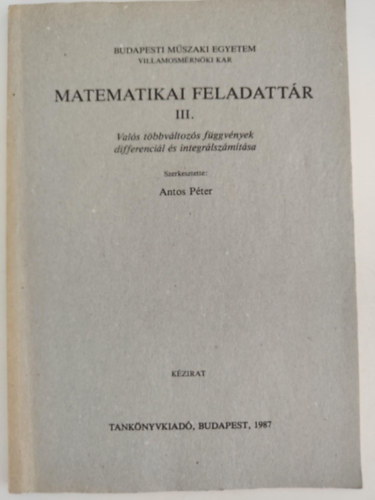 BUDAPESTI MŰSZAKI EGYETEM
VILLAMOSMÉRNÖKI KAR
MATEMATIKAI FELADATTÁR
III.
Valós többváltozós függvények
differenciál és integrálszámítása
Szerkesztette:
Antos Péter
KÉZIRAT
TANKÖNYVKIADÓ, BUDAPEST, 1987